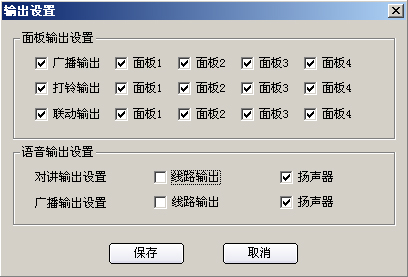 输出设置
面板输出设置
广播输出 面板1 面板2 面板3 面板4
打铃输出 面板1 面板2 面板3 面板4
联动输出 面板1 面板2 面板3 面板4
语音输出设置
对讲输出设置 线路输出 扬声器
广播输出设置 线路输出 扬声器
保存 取消